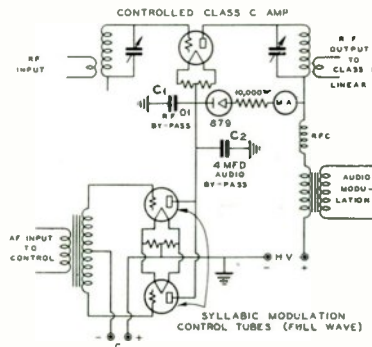 CONTROLLED CLASS C AMP
RF
INPUT
R F
OUTPUT
TO
CLASS
LINEAR
C1
.01
RF
BY-PASS
879
10,000
MA
C2
4 MFD
AUDIO
BY-PASS
RFC
AUDIO
MODU-
LATION
AF INPUT
TO
CONTROL
- HV +
SYLLABIC MODULATION
CONTROL TUBES (FULL WAVE)
- C +